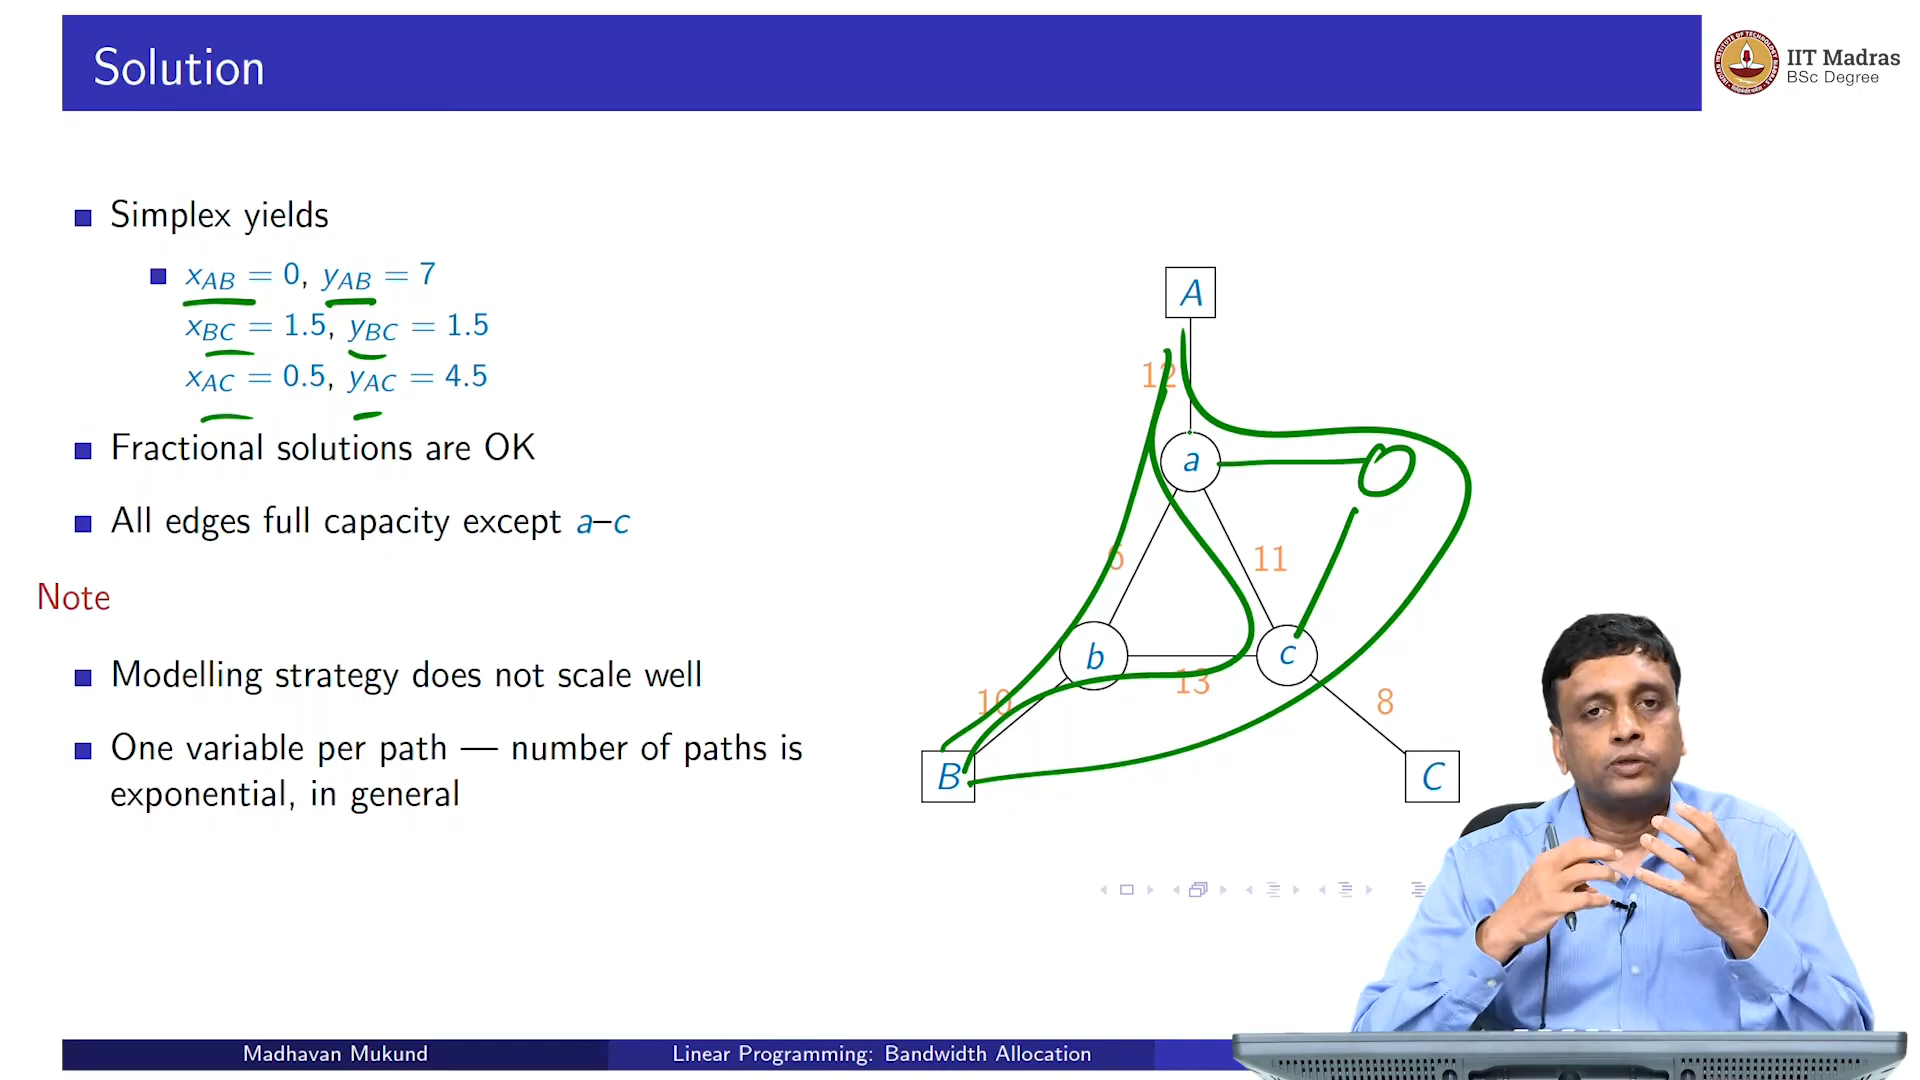 Solution
IIT Madras
BSc Degree
Simplex yields
x_AB = 0, y_AB = 7
x_BC = 1.5, y_BC = 1.5
x_AC = 0.5, y_AC = 4.5
Fractional solutions are OK
All edges full capacity except a–c
Note
Modelling strategy does not scale well
One variable per path — number of paths is
exponential, in general
A
12
a
6
11
b
13
c
10
8
B
C
Madhavan Mukund
Linear Programming: Bandwidth Allocation